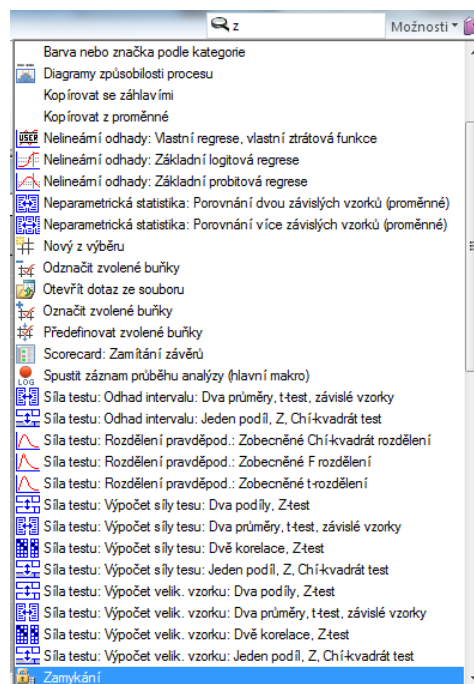 z
Možnosti
Barva nebo značka podle kategorie
Diagramy způsobilosti procesu
Kopírovat se záhlavími
Kopírovat z proměnné
USER Nelineární odhady: Vlastní regrese, vlastní ztrátová funkce
Nelineární odhady: Základní logitová regrese
Nelineární odhady: Základní probitová regrese
Neparametrická statistika: Porovnání dvou závislých vzorků (proměnné)
Neparametrická statistika: Porovnání více závislých vzorků (proměnné)
Nový z výběru
Odznačit zvolené buňky
Otevřít dotaz ze souboru
Označit zvolené buňky
Předefinovat zvolené buňky
Scorecard: Zamítání závěrů
LOG Spustit záznam průběhu analýzy (hlavní makro)
Síla testu: Odhad intervalu: Dva průměry, t-test, závislé vzorky
Síla testu: Odhad intervalu: Jeden podíl, Z, Chí-kvadrát test
Síla testu: Rozdělení pravděpod.: Zobecněné Chí-kvadrát rozdělení
Síla testu: Rozdělení pravděpod.: Zobecněné F rozdělení
Síla testu: Rozdělení pravděpod.: Zobecněné t-rozdělení
Síla testu: Výpočet síly tesu: Dva podíly, Z-test
Síla testu: Výpočet síly tesu: Dva průměry, t-test, závislé vzorky
Síla testu: Výpočet síly tesu: Dvě korelace, Z-test
Síla testu: Výpočet síly tesu: Jeden podíl, Z, Chí-kvadrát test
Síla testu: Výpočet velik. vzorku: Dva podíly, Z-test
Síla testu: Výpočet velik. vzorku: Dva průměry, t-test, závislé vzorky
Síla testu: Výpočet velik. vzorku: Dvě korelace, Z-test
Síla testu: Výpočet velik. vzorku: Jeden podíl, Z, Chí-kvadrát test
Zamykání